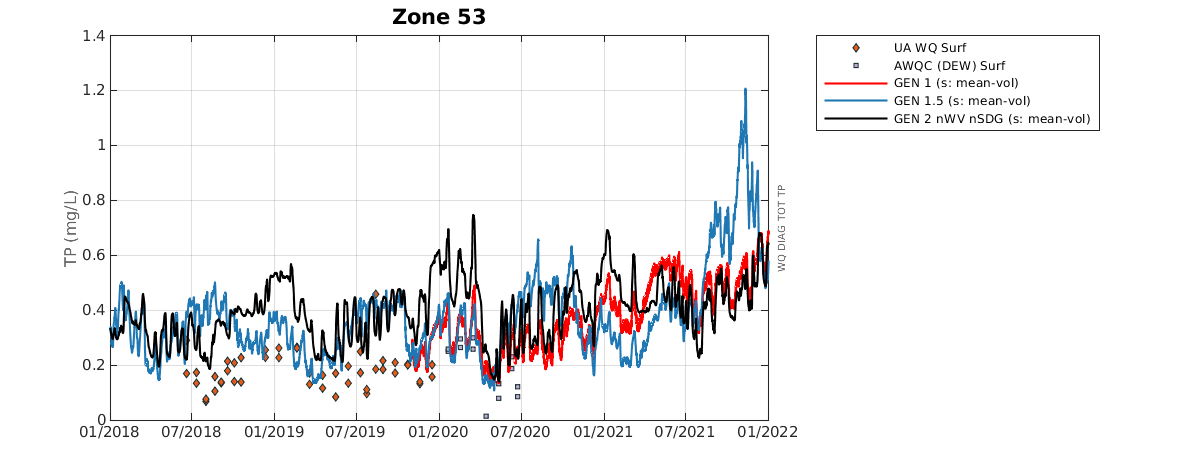 Zone 53
1.4
1.2
1
0.8
0.6
0.4
0.2
0
TP (mg/L)
01/2018
07/2018
01/2019
07/2019
01/2020
07/2020
01/2021
07/2021
01/2022
WQ DIAG TOT TP
UA WQ Surf
AWQC (DEW) Surf
GEN 1 (s: mean-vol)
GEN 1.5 (s: mean-vol)
GEN 2 nWV nSDG (s: mean-vol)